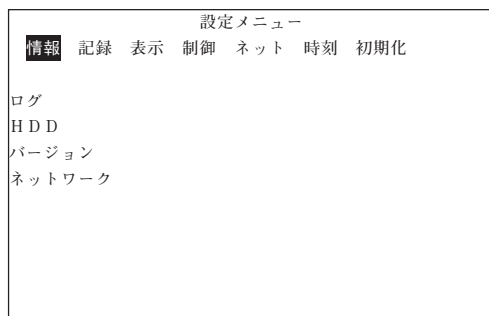 設定メニュー
情報 記録 表示 制御 ネット 時刻 初期化
ログ
ＨＤＤ
バージョン
ネットワーク